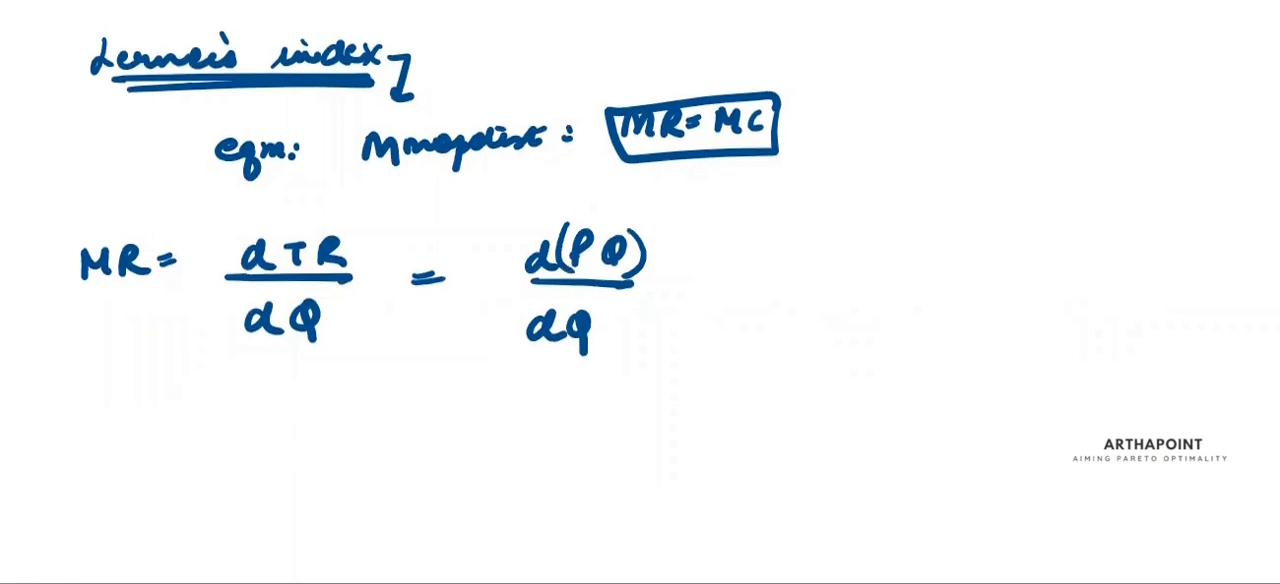 Lerner's index
eqm: Monopolist: MR = MC
MR = dTR/dQ = d(PQ)/dQ
ARTHAPOINT
AIMING PARETO OPTIMALITY